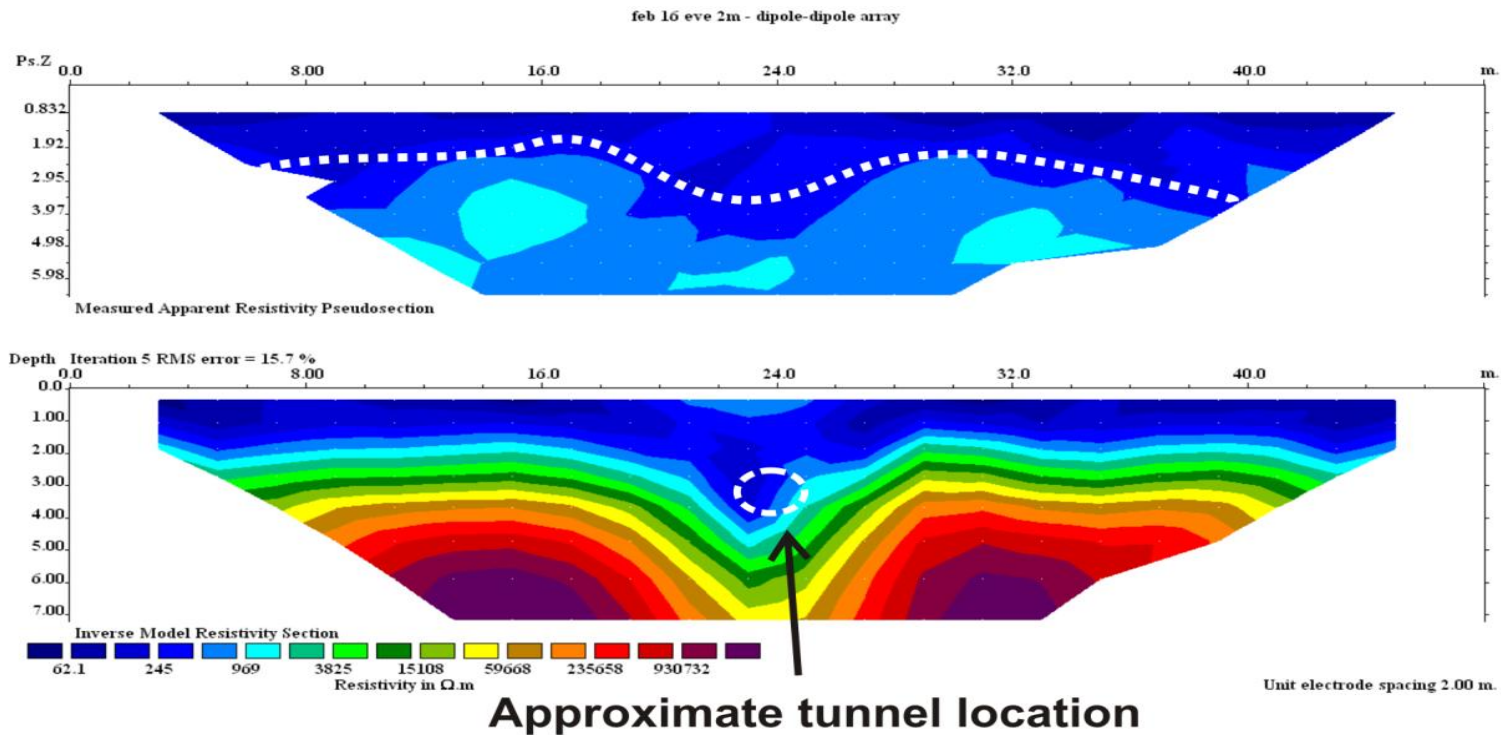 feb 16 eve 2m - dipole-dipole array
Ps.Z 0.0 8.00 16.0 24.0 32.0 40.0 m.
0.832
1.92
2.95
3.97
4.98
5.98
Measured Apparent Resistivity Pseudosection
Depth Iteration 5 RMS error = 15.7 %
0.0 8.00 16.0 24.0 32.0 40.0 m.
0.0
1.00
2.00
3.00
4.00
5.00
6.00
7.00
Inverse Model Resistivity Section
62.1 245 969 3825 15108 59668 235658 930732
Resistivity in Ω.m
Unit electrode spacing 2.00 m.
Approximate tunnel location